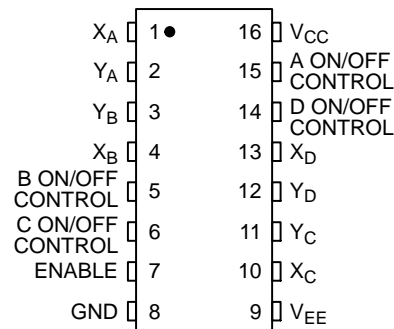 XA 1 16 VCC
YA 2 15 A ON/OFF CONTROL
YB 3 14 D ON/OFF CONTROL
XB 4 13 XD
B ON/OFF CONTROL 5 12 YD
C ON/OFF CONTROL 6 11 YC
ENABLE 7 10 XC
GND 8 9 VEE